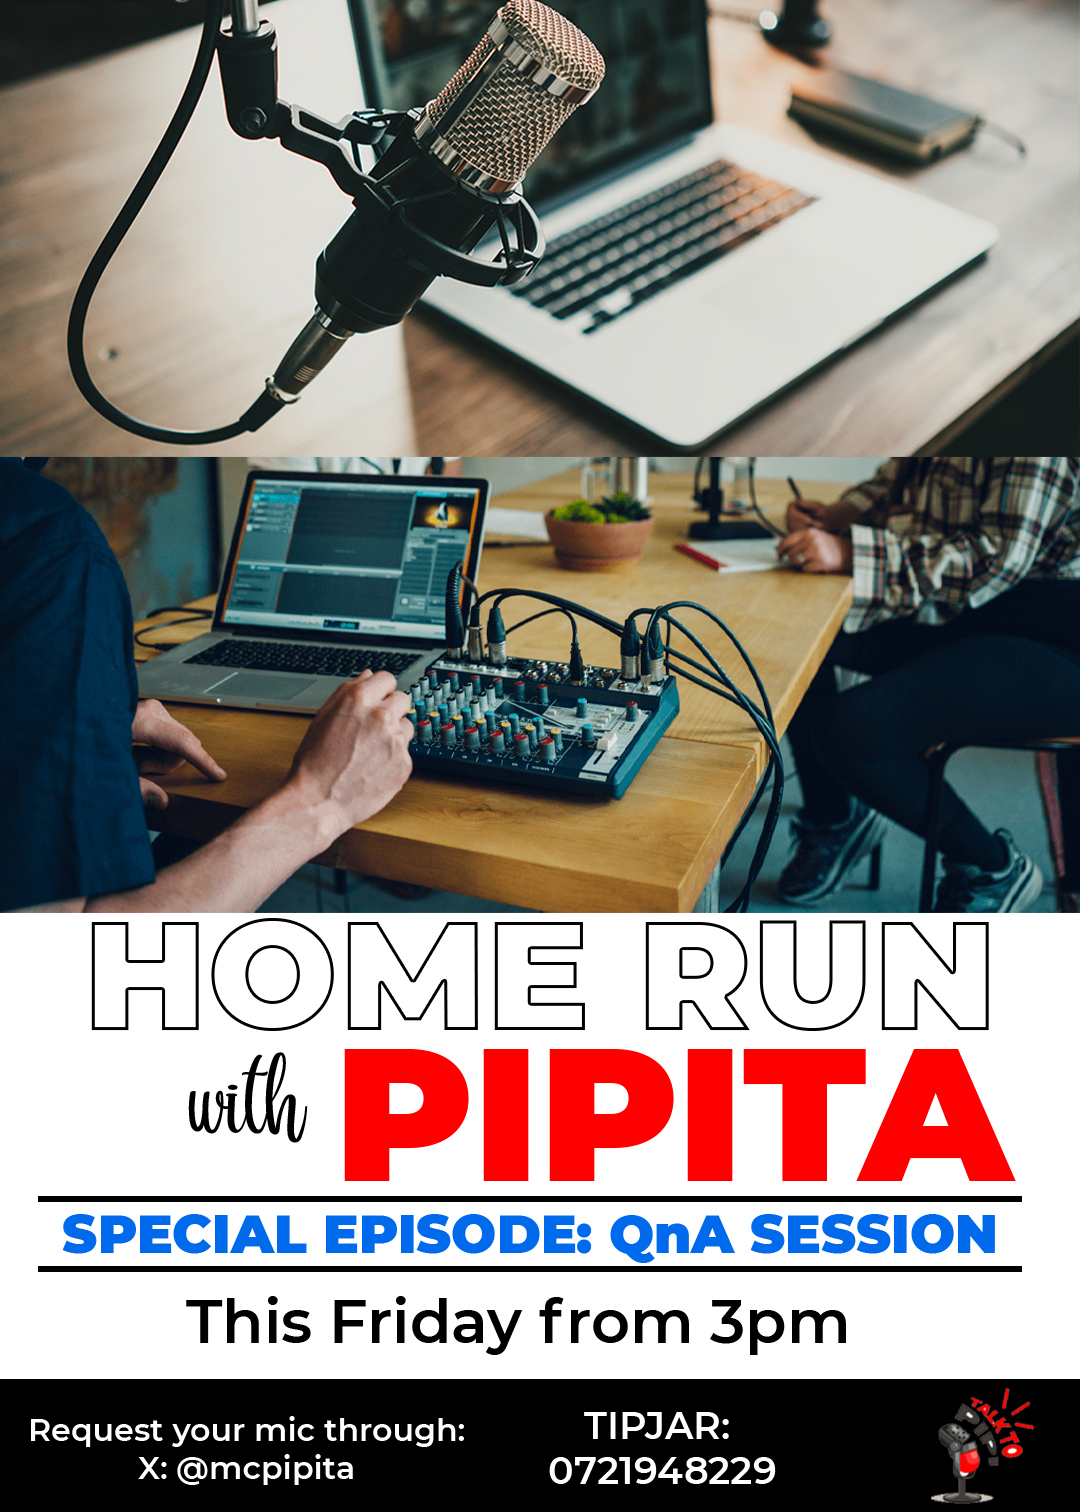 HOME RUN
with PIPITA
SPECIAL EPISODE: QnA SESSION
This Friday from 3pm
Request your mic through:
X: @mcpipita
TIPJAR:
0721948229
TALK TO